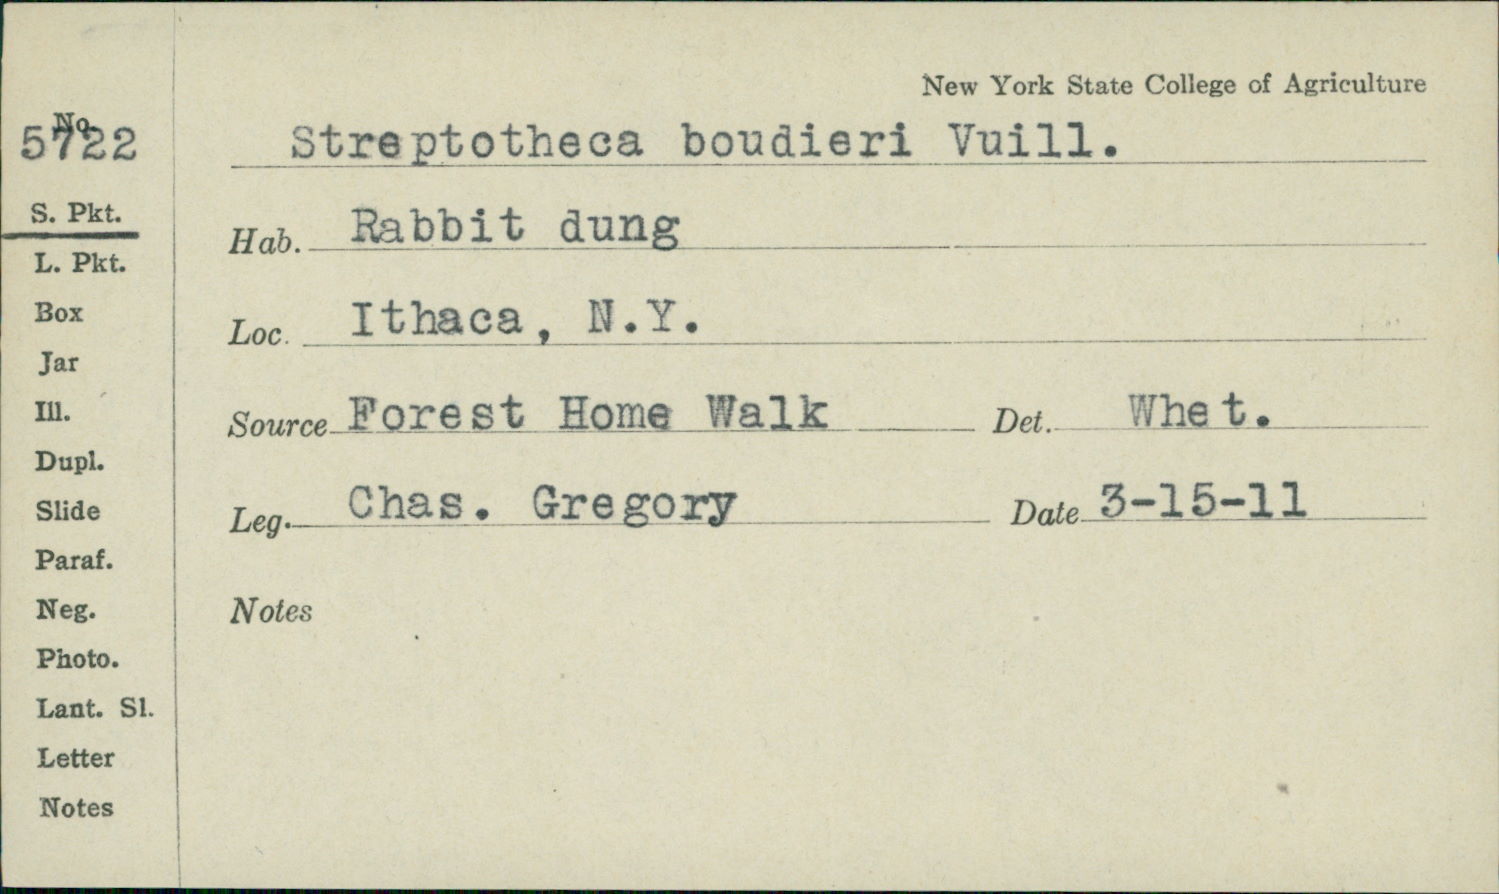 New York State College of Agriculture
No.
5722
Streptotheca boudieri Vuill.
S. Pkt.
Hab. Rabbit dung
L. Pkt.
Box
Loc. Ithaca, N.Y.
Jar
Ill.
Source Forest Home Walk Det. Whet.
Dupl.
Slide
Leg. Chas. Gregory Date 3-15-11
Paraf.
Neg.
Notes
Photo.
Lant. Sl.
Letter
Notes